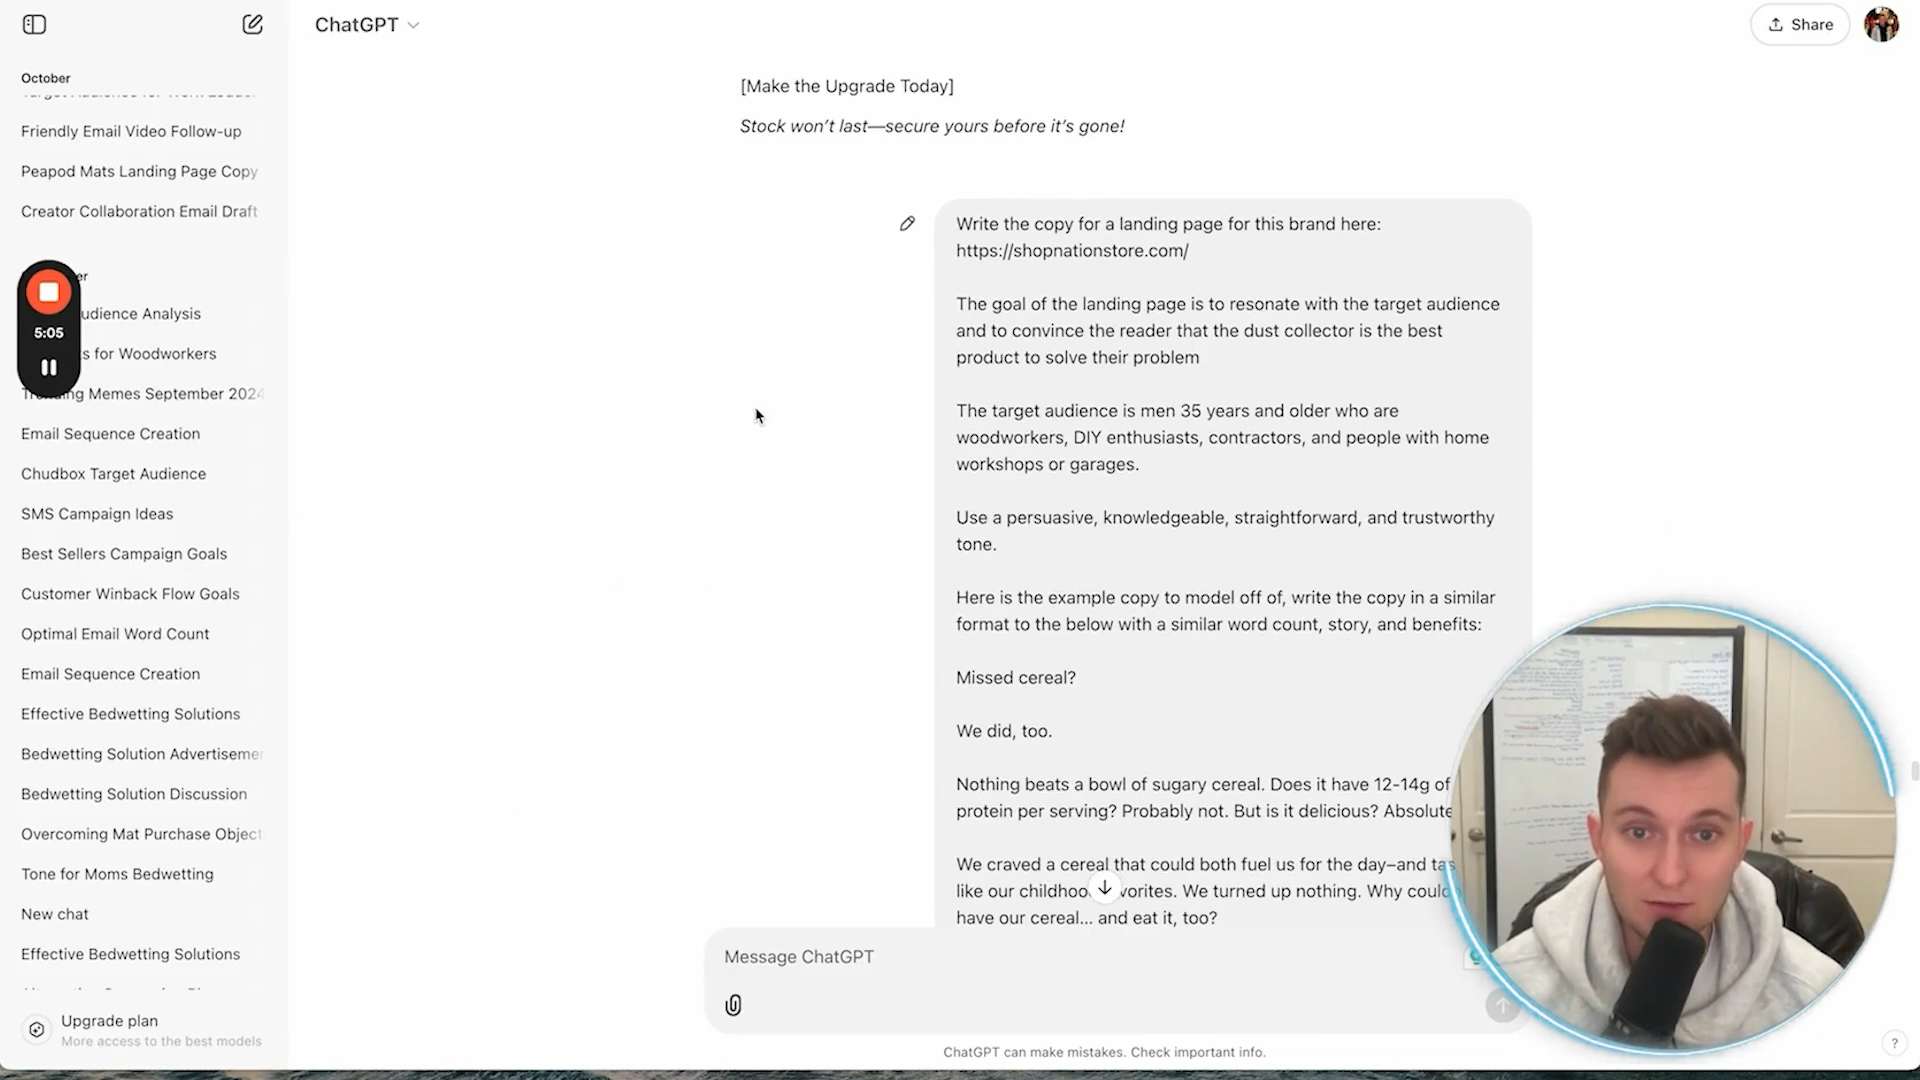 ChatGPT
Share
October
Friendly Email Video Follow-up
Peapod Mats Landing Page Copy
Creator Collaboration Email Draft
er
udience Analysis
s for Woodworkers
Trending Memes September 2024
Email Sequence Creation
Chudbox Target Audience
SMS Campaign Ideas
Best Sellers Campaign Goals
Customer Winback Flow Goals
Optimal Email Word Count
Email Sequence Creation
Effective Bedwetting Solutions
Bedwetting Solution Advertisemen
Bedwetting Solution Discussion
Overcoming Mat Purchase Object
Tone for Moms Bedwetting
New chat
Effective Bedwetting Solutions
Upgrade plan
More access to the best models
5:05
[Make the Upgrade Today]
Stock won't last—secure yours before it's gone!
Write the copy for a landing page for this brand here:
https://shopnationstore.com/
The goal of the landing page is to resonate with the target audience
and to convince the reader that the dust collector is the best
product to solve their problem
The target audience is men 35 years and older who are
woodworkers, DIY enthusiasts, contractors, and people with home
workshops or garages.
Use a persuasive, knowledgeable, straightforward, and trustworthy
tone.
Here is the example copy to model off of, write the copy in a similar
format to the below with a similar word count, story, and benefits:
Missed cereal?
We did, too.
Nothing beats a bowl of sugary cereal. Does it have 12-14g of
protein per serving? Probably not. But is it delicious? Absolute
We craved a cereal that could both fuel us for the day–and tas
like our childhoo vorites. We turned up nothing. Why could
have our cereal... and eat it, too?
Message ChatGPT
ChatGPT can make mistakes. Check important info.
?